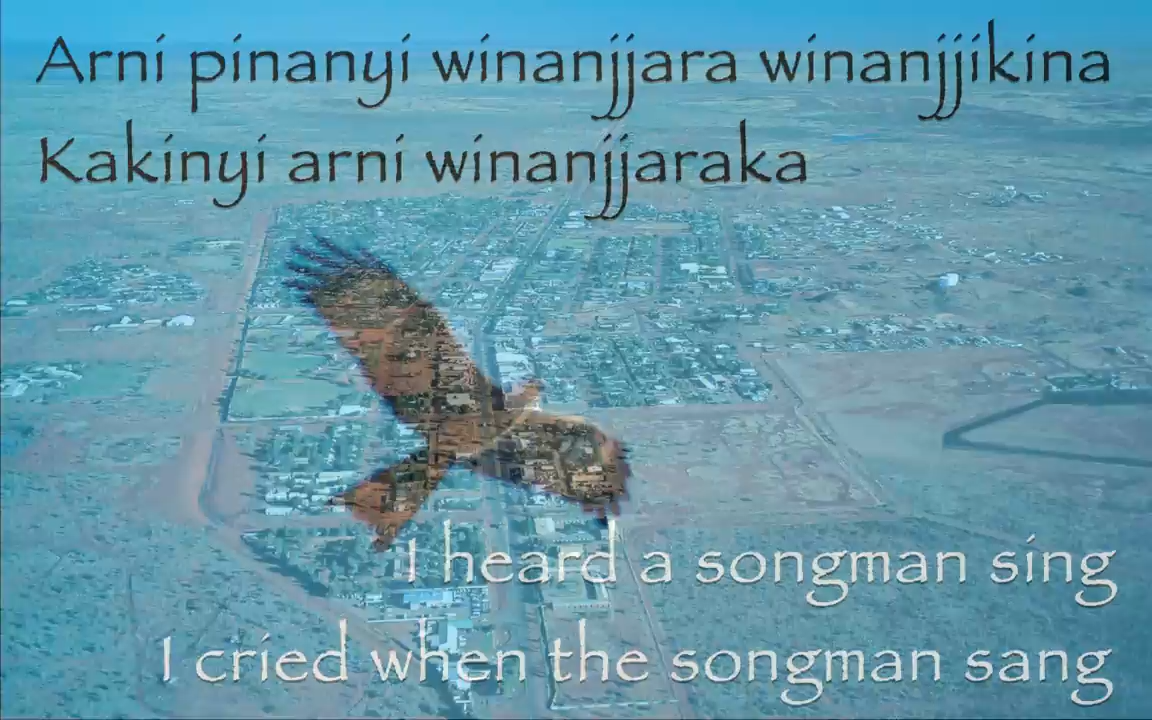 Arni pinanyi winanjjara winanjjikina
Kakinyi arni winanjjaraka
I heard a songman sing
I cried when the songman sang